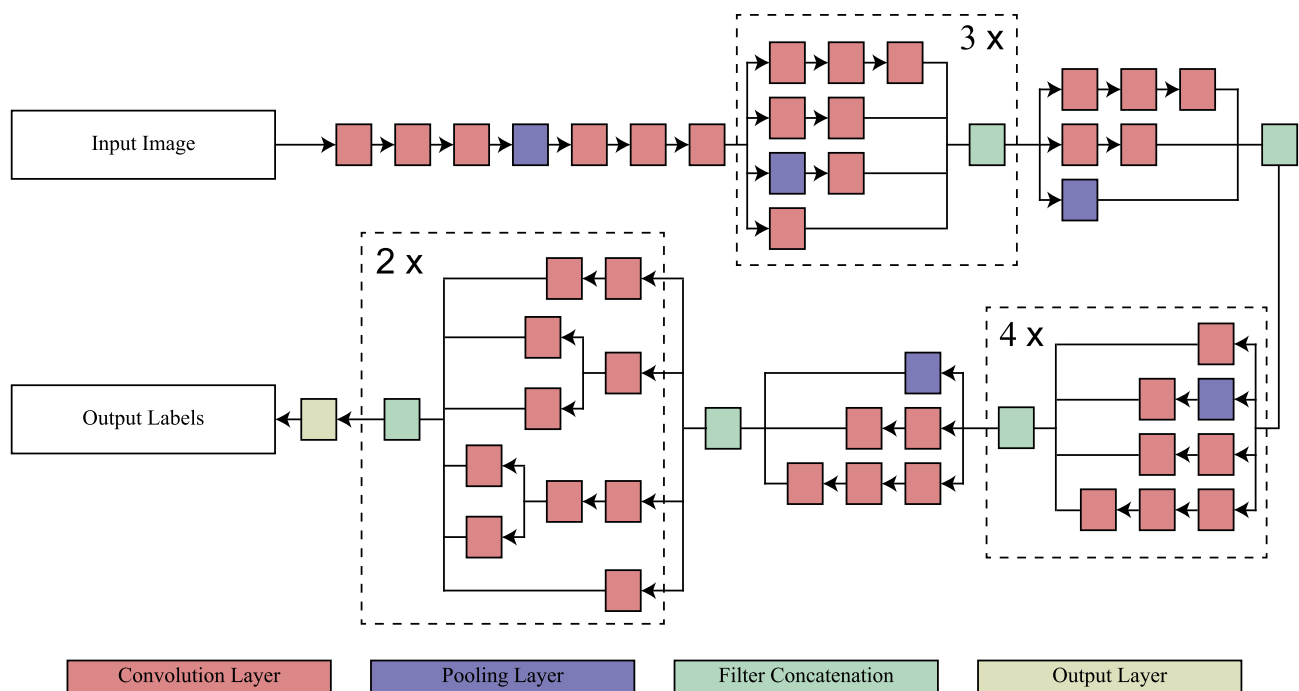 3 x
Input Image
2 x
4 x
Output Labels
Convolution Layer
Pooling Layer
Filter Concatenation
Output Layer